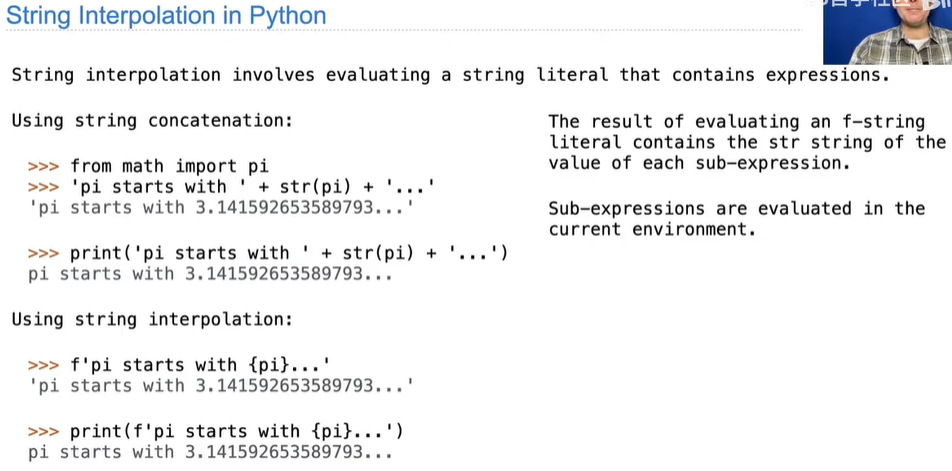 String Interpolation in Python
String interpolation involves evaluating a string literal that contains expressions.
Using string concatenation:
>>> from math import pi
>>> 'pi starts with ' + str(pi) + '...'
'pi starts with 3.141592653589793...'
>>> print('pi starts with ' + str(pi) + '...')
pi starts with 3.141592653589793...
Using string interpolation:
>>> f'pi starts with {pi}...'
'pi starts with 3.141592653589793...'
>>> print(f'pi starts with {pi}...')
pi starts with 3.141592653589793...
The result of evaluating an f-string
literal contains the str string of the
value of each sub-expression.
Sub-expressions are evaluated in the
current environment.